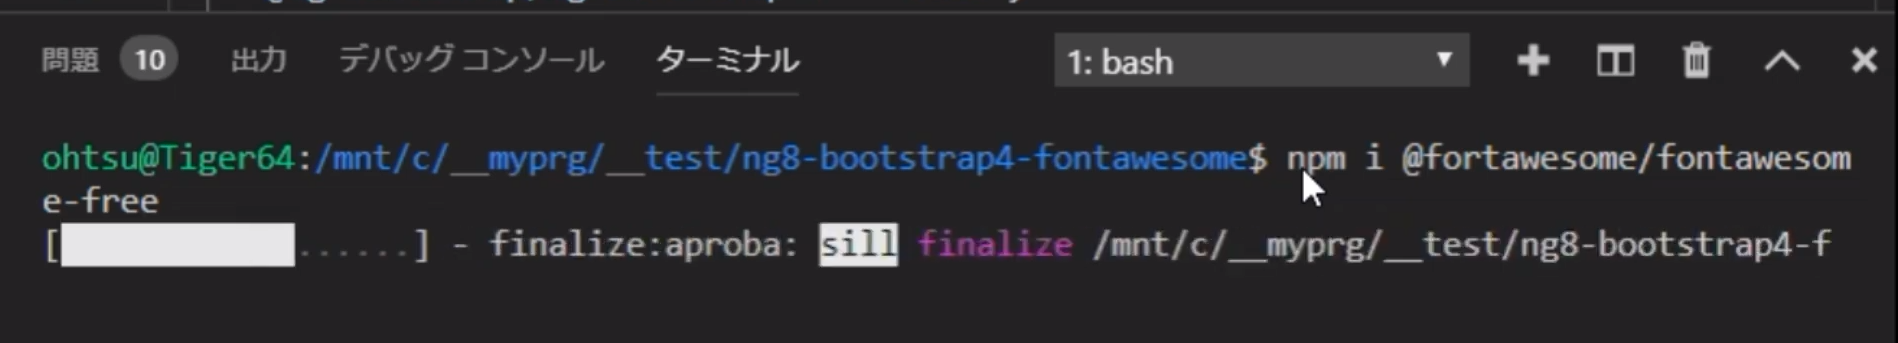 問題 10 出力 デバッグ コンソール ターミナル 1: bash
ohtsu@Tiger64:/mnt/c/__myprg/__test/ng8-bootstrap4-fontawesome$ npm i @fortawesome/fontawesom
e-free
[            ......] - finalize:aproba: sill finalize /mnt/c/__myprg/__test/ng8-bootstrap4-f